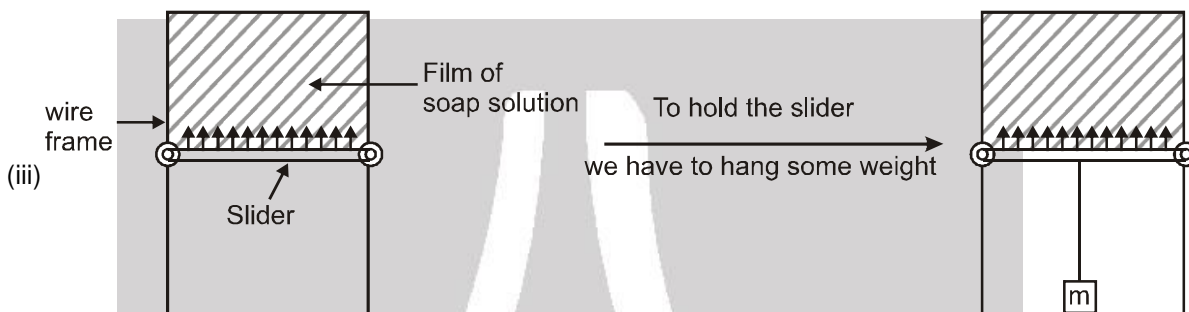 Film of
soap solution
wire
frame
(iii)
Slider
To hold the slider
we have to hang some weight
m